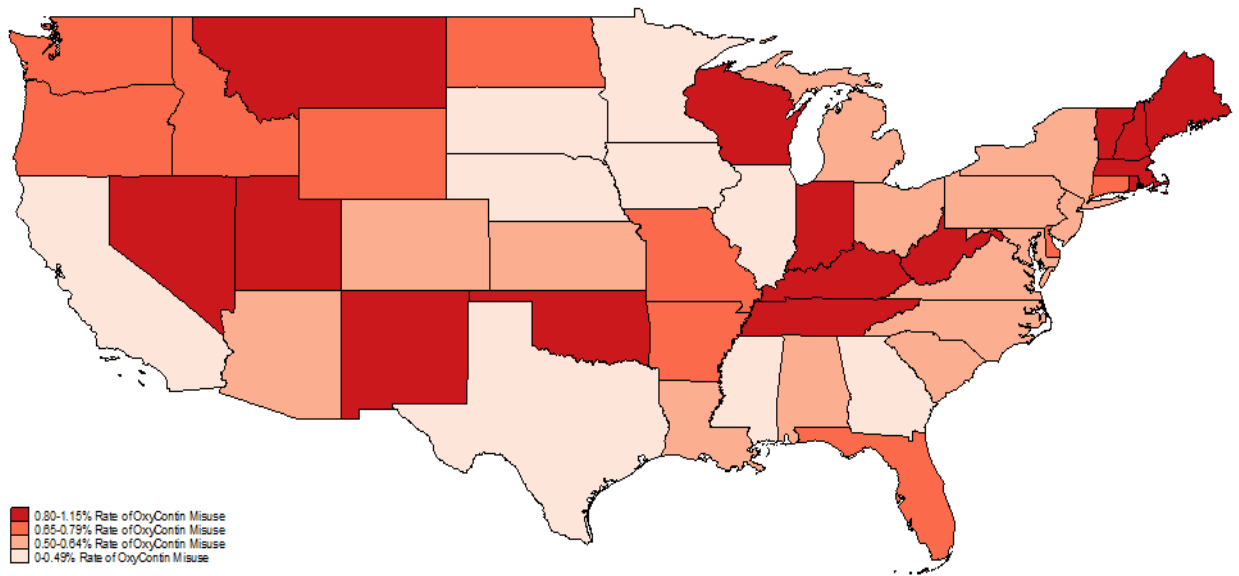 0.80-1.15% Rate of OxyContin Misuse
0.65-0.79% Rate of OxyContin Misuse
0.50-0.64% Rate of OxyContin Misuse
0-0.49% Rate of OxyContin Misuse